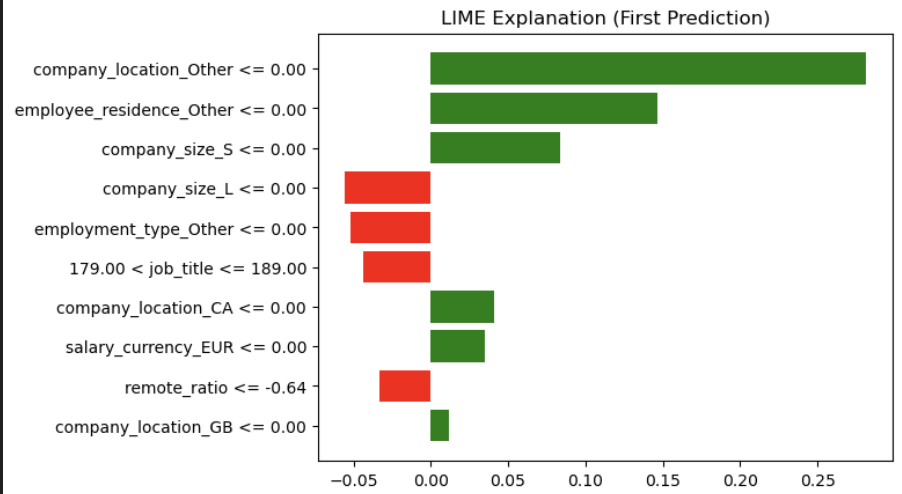 LIME Explanation (First Prediction)
company_location_Other <= 0.00
employee_residence_Other <= 0.00
company_size_S <= 0.00
company_size_L <= 0.00
employment_type_Other <= 0.00
179.00 < job_title <= 189.00
company_location_CA <= 0.00
salary_currency_EUR <= 0.00
remote_ratio <= -0.64
company_location_GB <= 0.00
−0.05 0.00 0.05 0.10 0.15 0.20 0.25